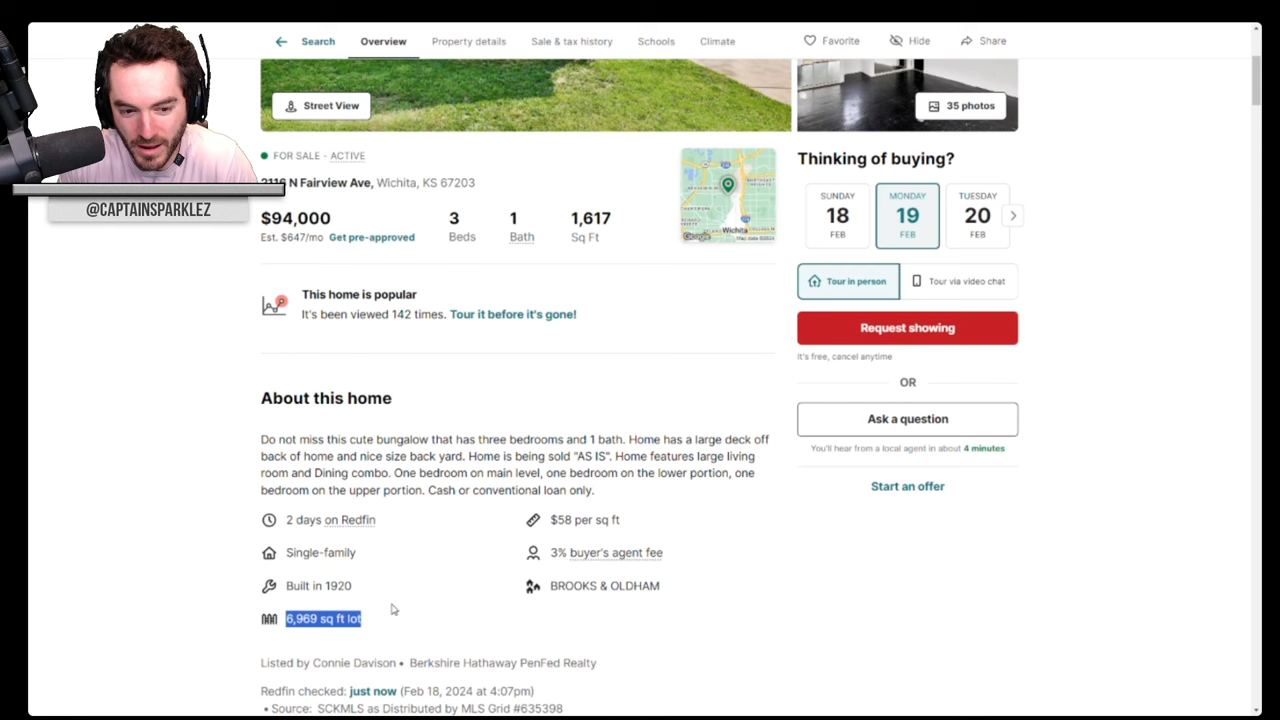 Search
Overview
Property details
Sale & tax history
Schools
Climate
Favorite
Hide
Share
Street View
35 photos
FOR SALE - ACTIVE
N Fairview Ave, Wichita, KS 67203
$94,000
Est. $647/mo Get pre-approved
3
Beds
1
Bath
1,617
Sq Ft
Wichita
Google
This home is popular
It's been viewed 142 times. Tour it before it's gone!
About this home
Do not miss this cute bungalow that has three bedrooms and 1 bath. Home has a large deck off
back of home and nice size back yard. Home is being sold "AS IS". Home features large living
room and Dining combo. One bedroom on main level, one bedroom on the lower portion, one
bedroom on the upper portion. Cash or conventional loan only.
2 days on Redfin
$58 per sq ft
Single-family
3% buyer's agent fee
Built in 1920
BROOKS & OLDHAM
6,969 sq ft lot
Listed by Connie Davison • Berkshire Hathaway PenFed Realty
Redfin checked: just now (Feb 18, 2024 at 4:07pm)
• Source: SCKMLS as Distributed by MLS Grid #635398
Thinking of buying?
SUNDAY
18
FEB
MONDAY
19
FEB
TUESDAY
20
FEB
Tour in person
Tour via video chat
Request showing
It's free, cancel anytime
OR
Ask a question
You'll hear from a local agent in about 4 minutes
Start an offer
@CAPTAINSPARKLEZ